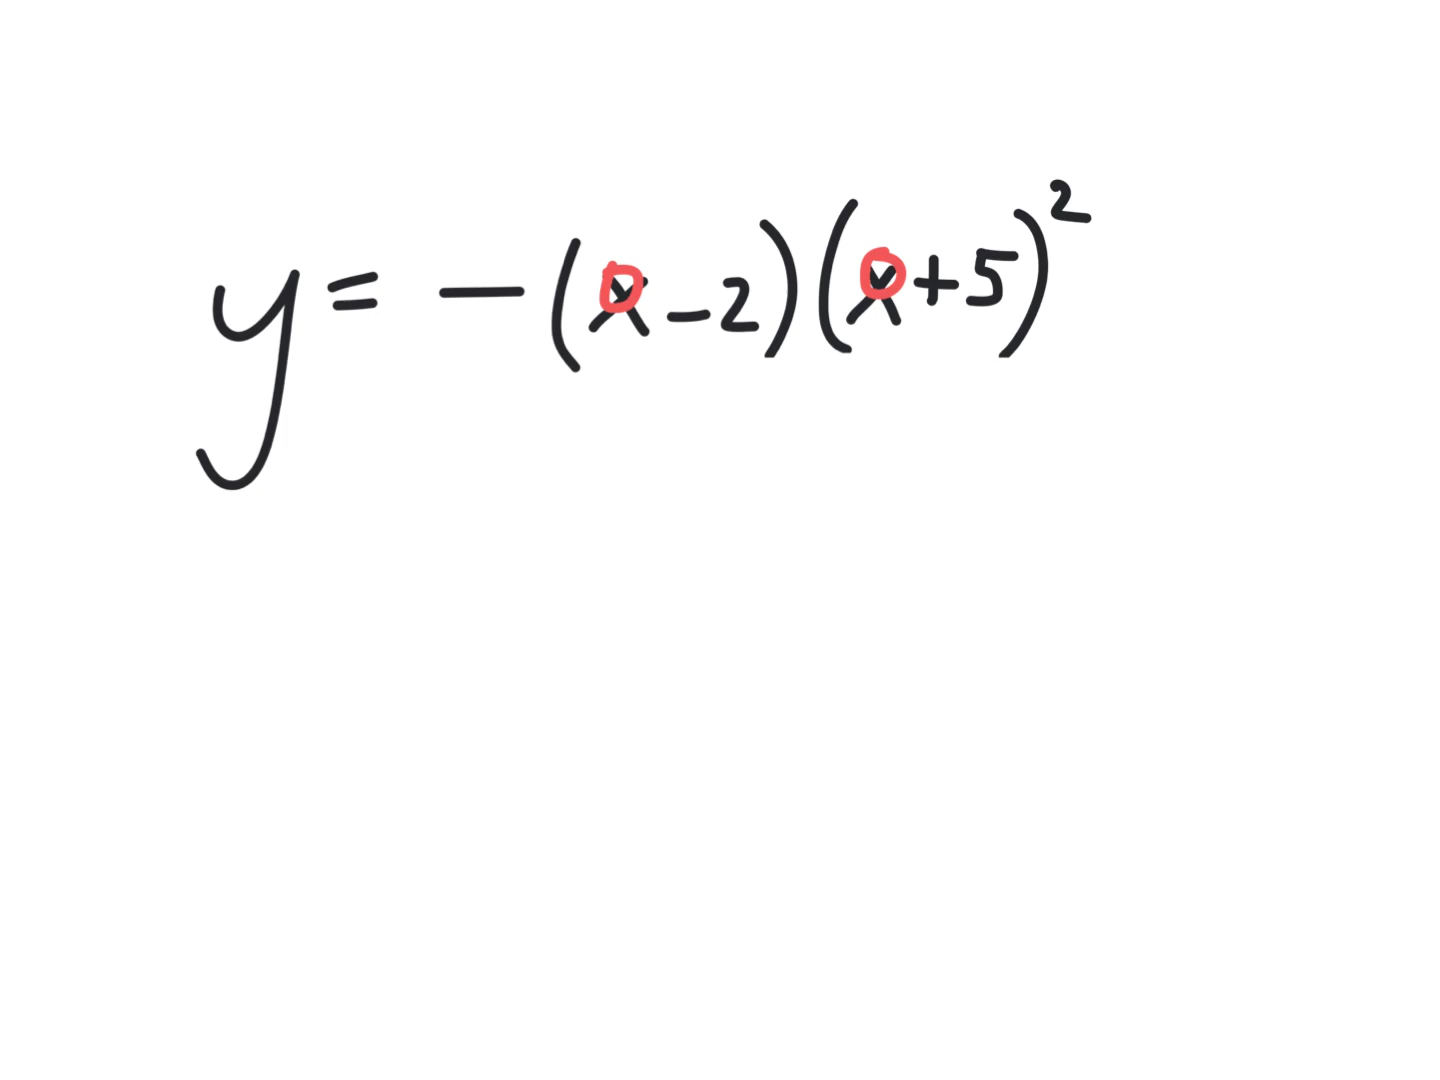 y = -(x-2)(x+5)²